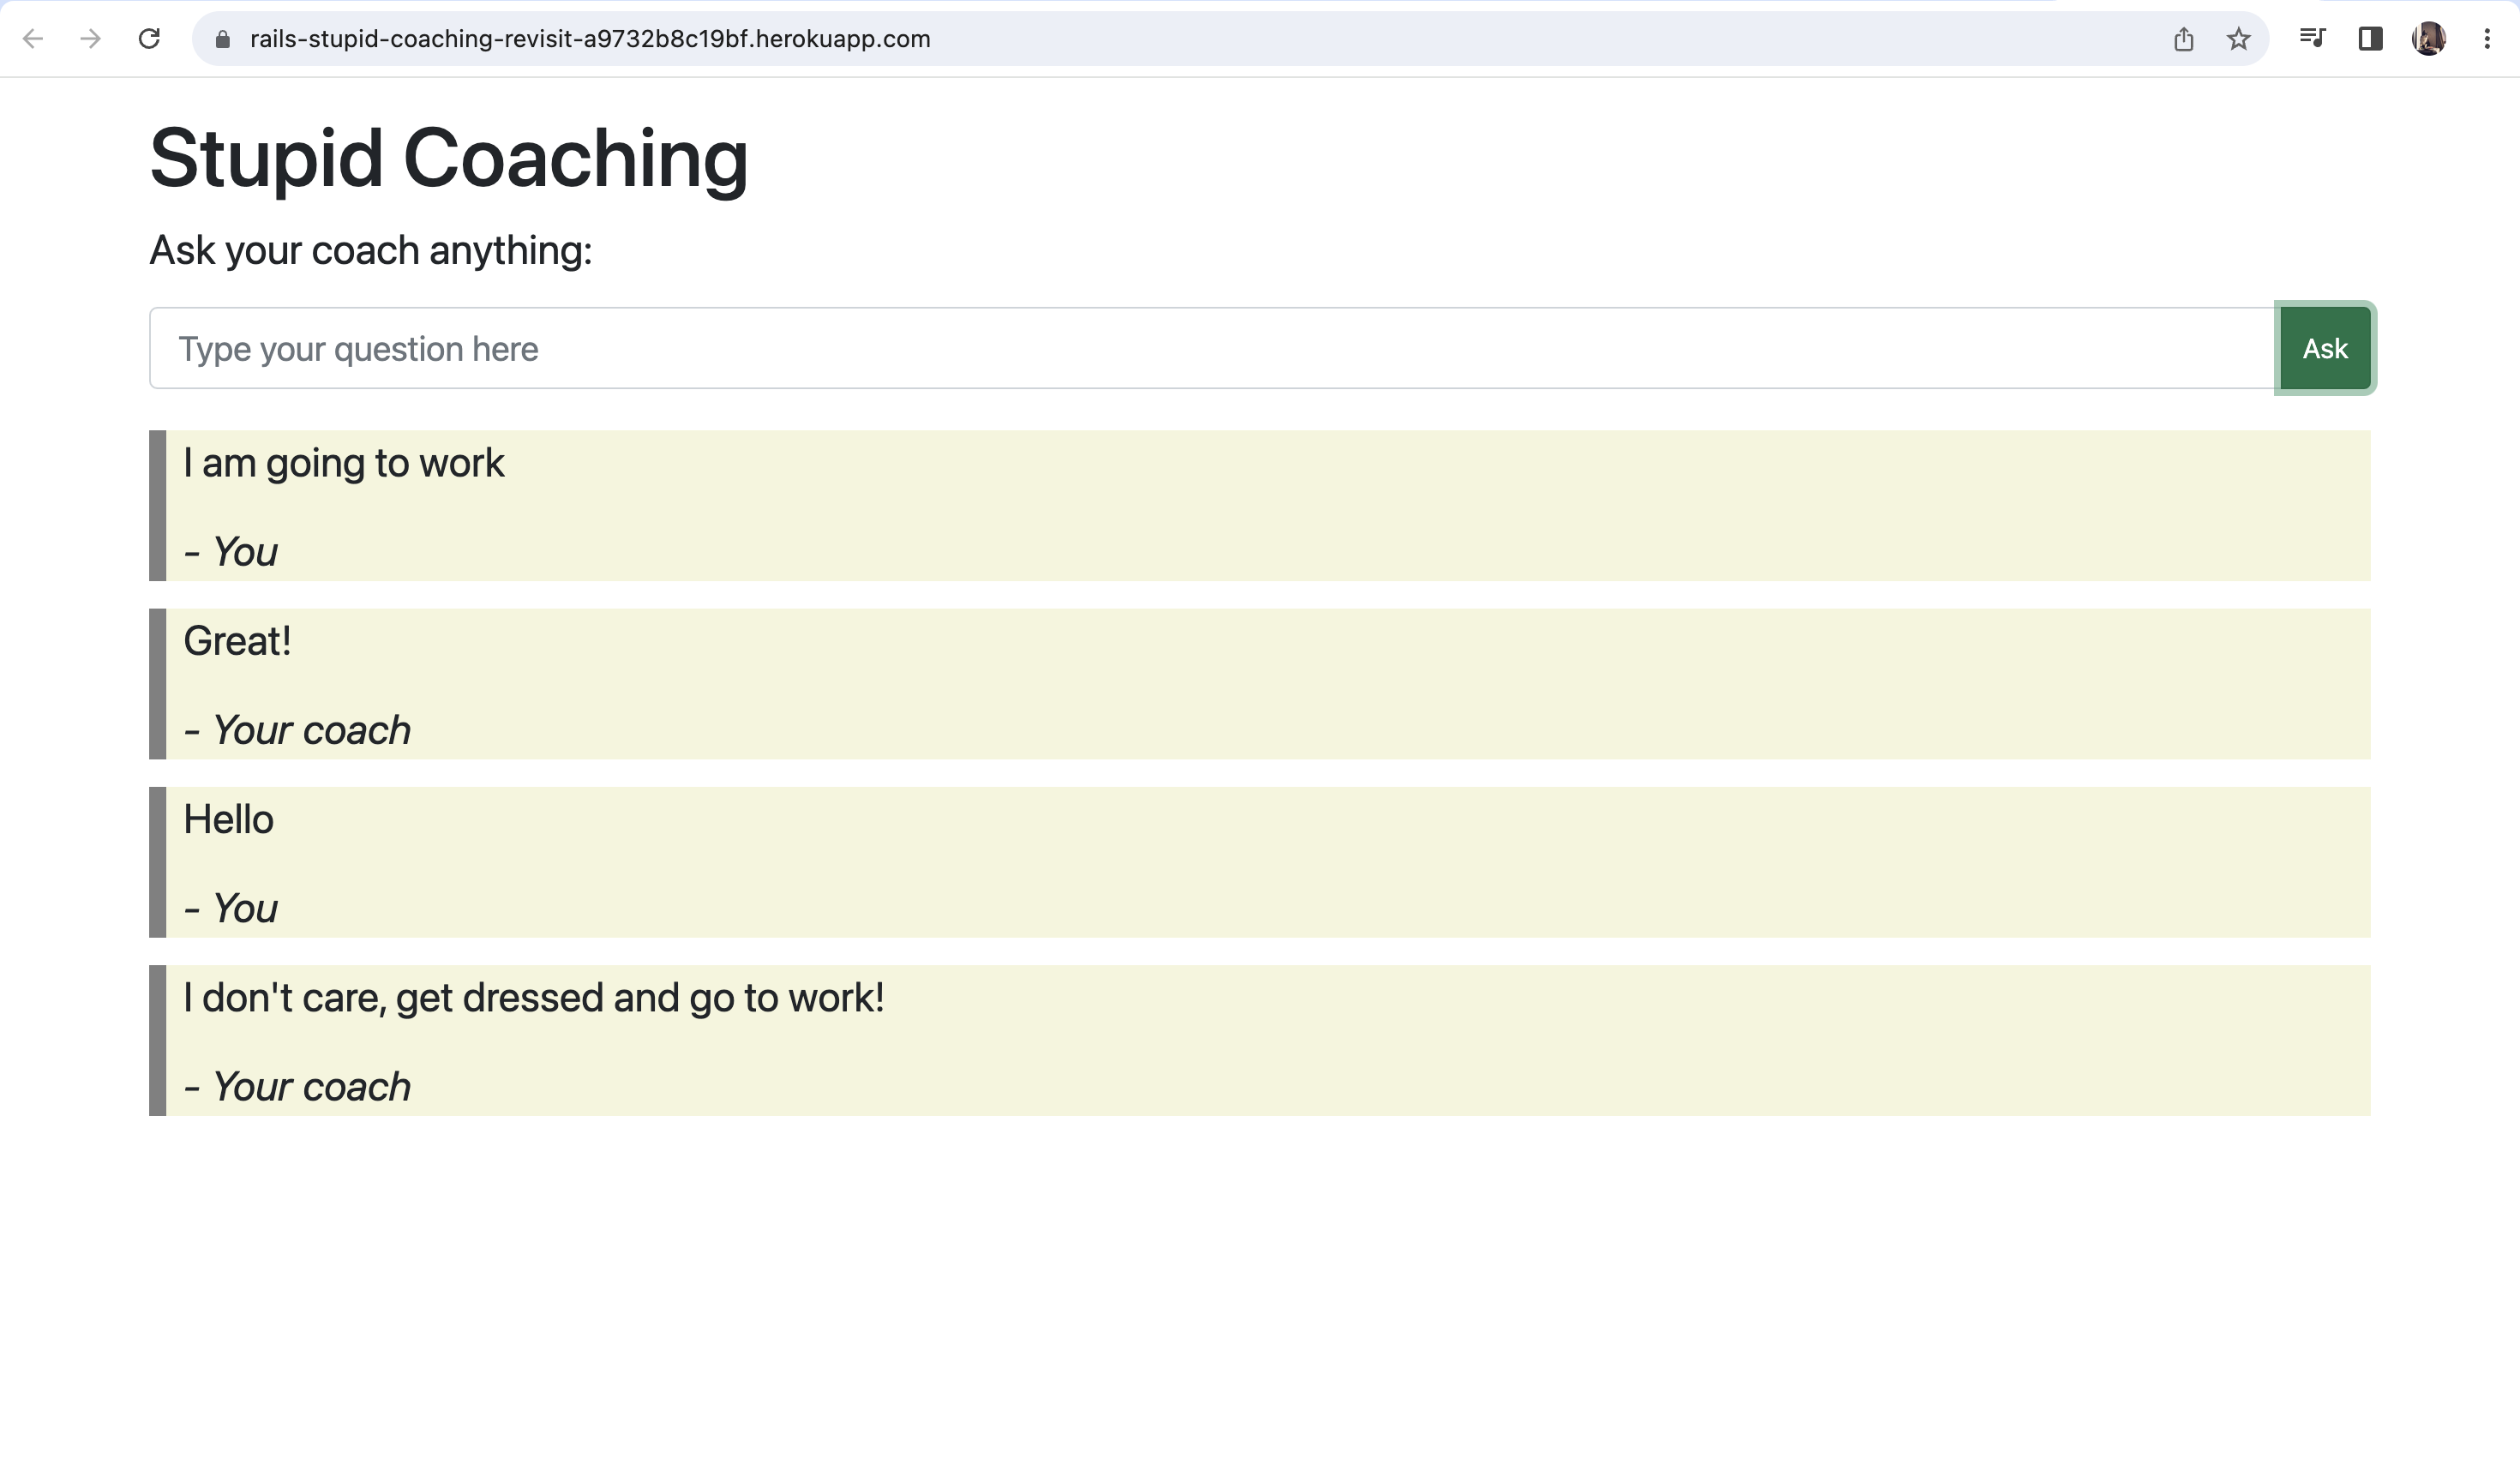 rails-stupid-coaching-revisit-a9732b8c19bf.herokuapp.com
Stupid Coaching
Ask your coach anything:
Type your question here
Ask
I am going to work
- You
Great!
- Your coach
Hello
- You
I don't care, get dressed and go to work!
- Your coach